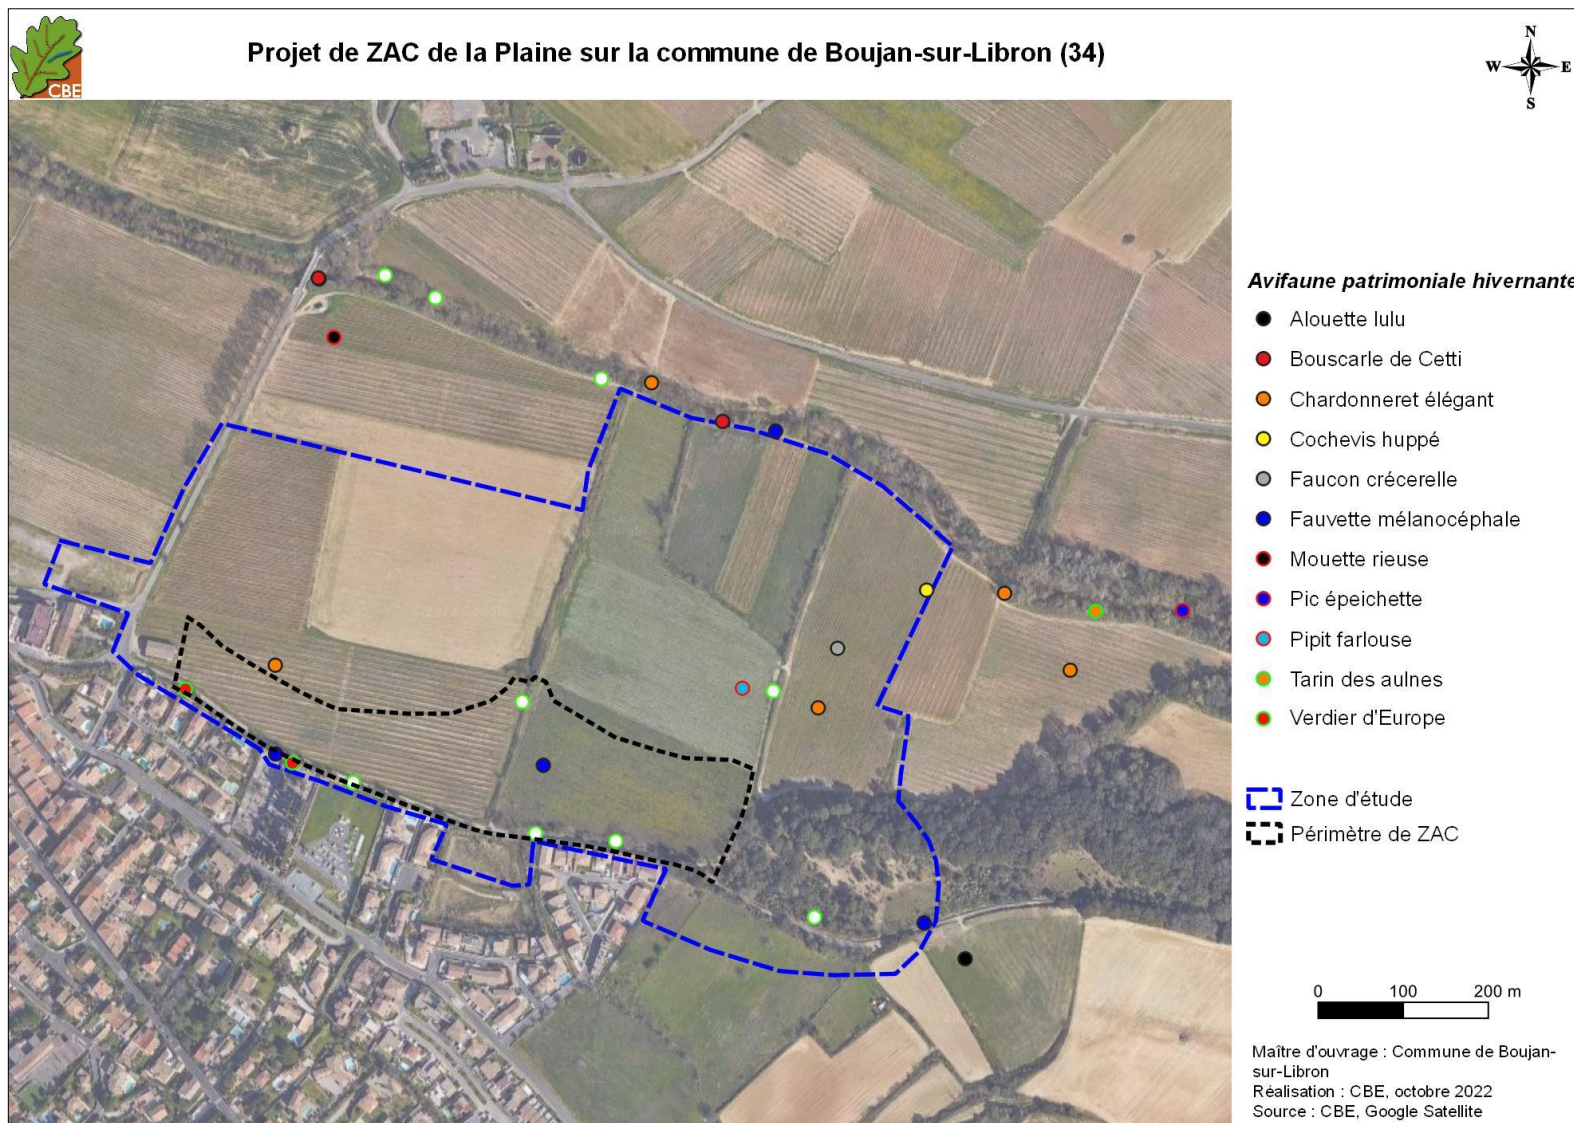 CBE
Projet de ZAC de la Plaine sur la commune de Boujan-sur-Libron (34)
N
W E
S
Avifaune patrimoniale hivernante
Alouette lulu
Bouscarle de Cetti
Chardonneret élégant
Cochevis huppé
Faucon crécerelle
Fauvette mélanocéphale
Mouette rieuse
Pic épeichette
Pipit farlouse
Tarin des aulnes
Verdier d'Europe
Zone d'étude
Périmètre de ZAC
0 100 200 m
Maître d'ouvrage : Commune de Boujan-
sur-Libron
Réalisation : CBE, octobre 2022
Source : CBE, Google Satellite